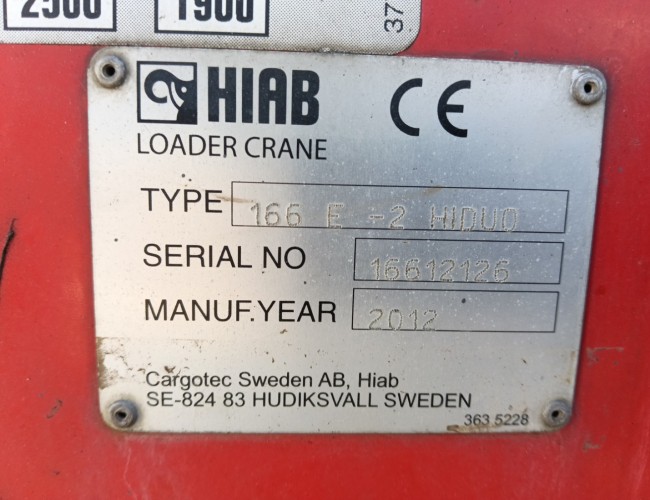 2500 1900
37
HIAB CE
LOADER CRANE
TYPE 166 E -2 HIDUO
SERIAL NO 16612126
MANUF.YEAR 2012
Cargotec Sweden AB, Hiab
SE-824 83 HUDIKSVALL SWEDEN
363 5228